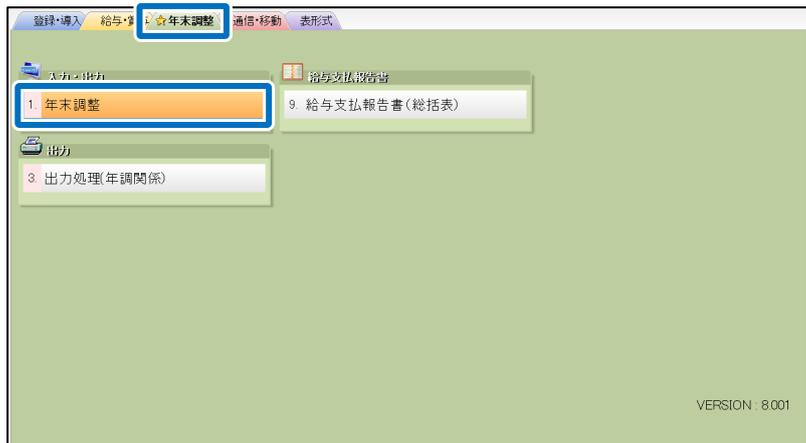 登録・導入 給与・賞 ☆年末調整 通信・移動 表形式
入力・出力
給与支払報告書
1. 年末調整
9. 給与支払報告書(総括表)
出力
3. 出力処理(年調関係)
VERSION : 8.001